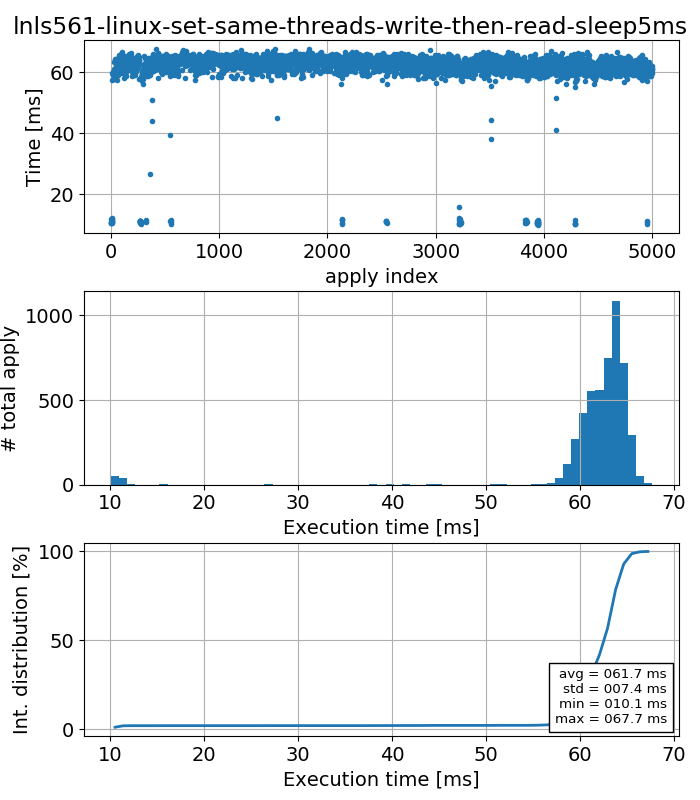 lnls561-linux-set-same-threads-write-then-read-sleep5ms
Time [ms]
60
40
20
0 1000 2000 3000 4000 5000
apply index
# total apply
1000
500
0
10 20 30 40 50 60 70
Execution time [ms]
Int. distribution [%]
100
50
0
avg = 061.7 ms
std = 007.4 ms
min = 010.1 ms
max = 067.7 ms
10 20 30 40 50 60 70
Execution time [ms]